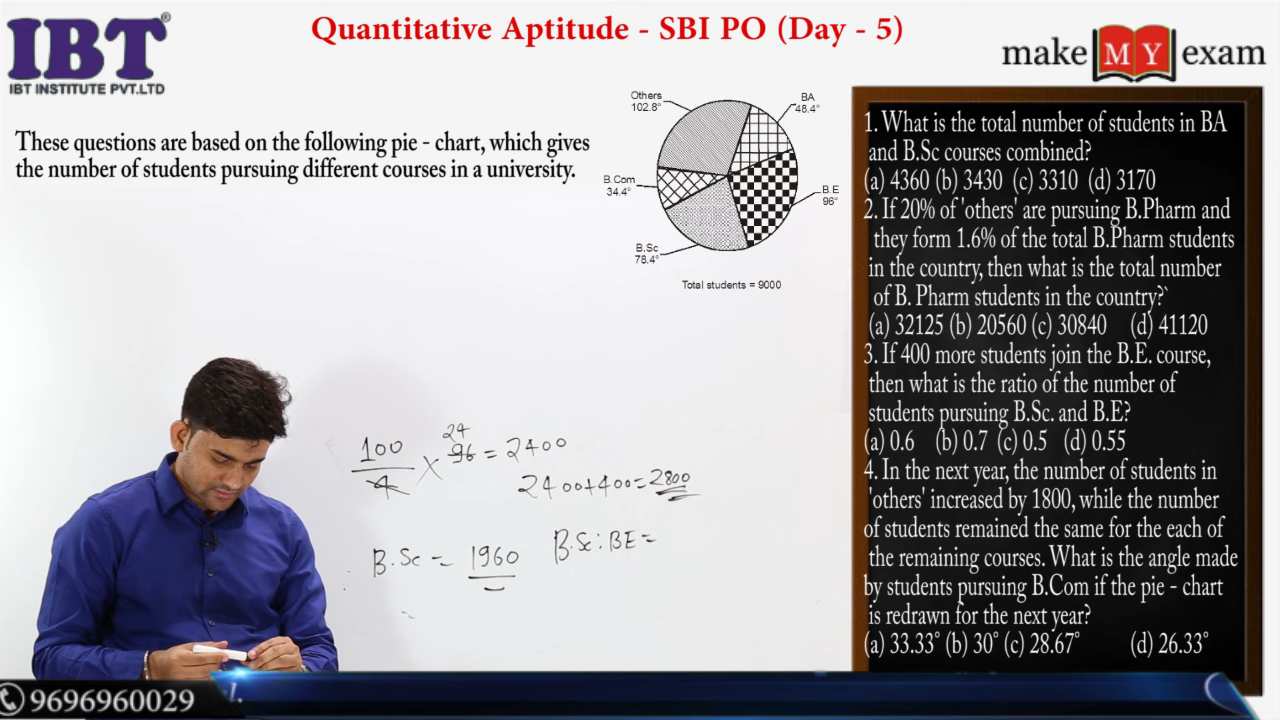 IBT®
IBT INSTITUTE PVT.LTD
Quantitative Aptitude - SBI PO (Day - 5)
make MY exam
These questions are based on the following pie - chart, which gives
the number of students pursuing different courses in a university.
Others
102.8°
BA
48.4°
B.Com
34.4°
B.E
96°
B.Sc
78.4°
Total students = 9000
100/4 × 96 24 = 2400
2400+400=2800
B.Sc = 1960
B.Sc:BE=
1. What is the total number of students in BA
and B.Sc courses combined?
(a) 4360 (b) 3430 (c) 3310 (d) 3170
2. If 20% of 'others' are pursuing B.Pharm and
they form 1.6% of the total B.Pharm students
in the country, then what is the total number
of B. Pharm students in the country?`
(a) 32125 (b) 20560 (c) 30840 (d) 41120
3. If 400 more students join the B.E. course,
then what is the ratio of the number of
students pursuing B.Sc. and B.E?
(a) 0.6 (b) 0.7 (c) 0.5 (d) 0.55
4. In the next year, the number of students in
'others' increased by 1800, while the number
of students remained the same for the each of
the remaining courses. What is the angle made
by students pursuing B.Com if the pie - chart
is redrawn for the next year?
(a) 33.33° (b) 30° (c) 28.67° (d) 26.33°
9696960029